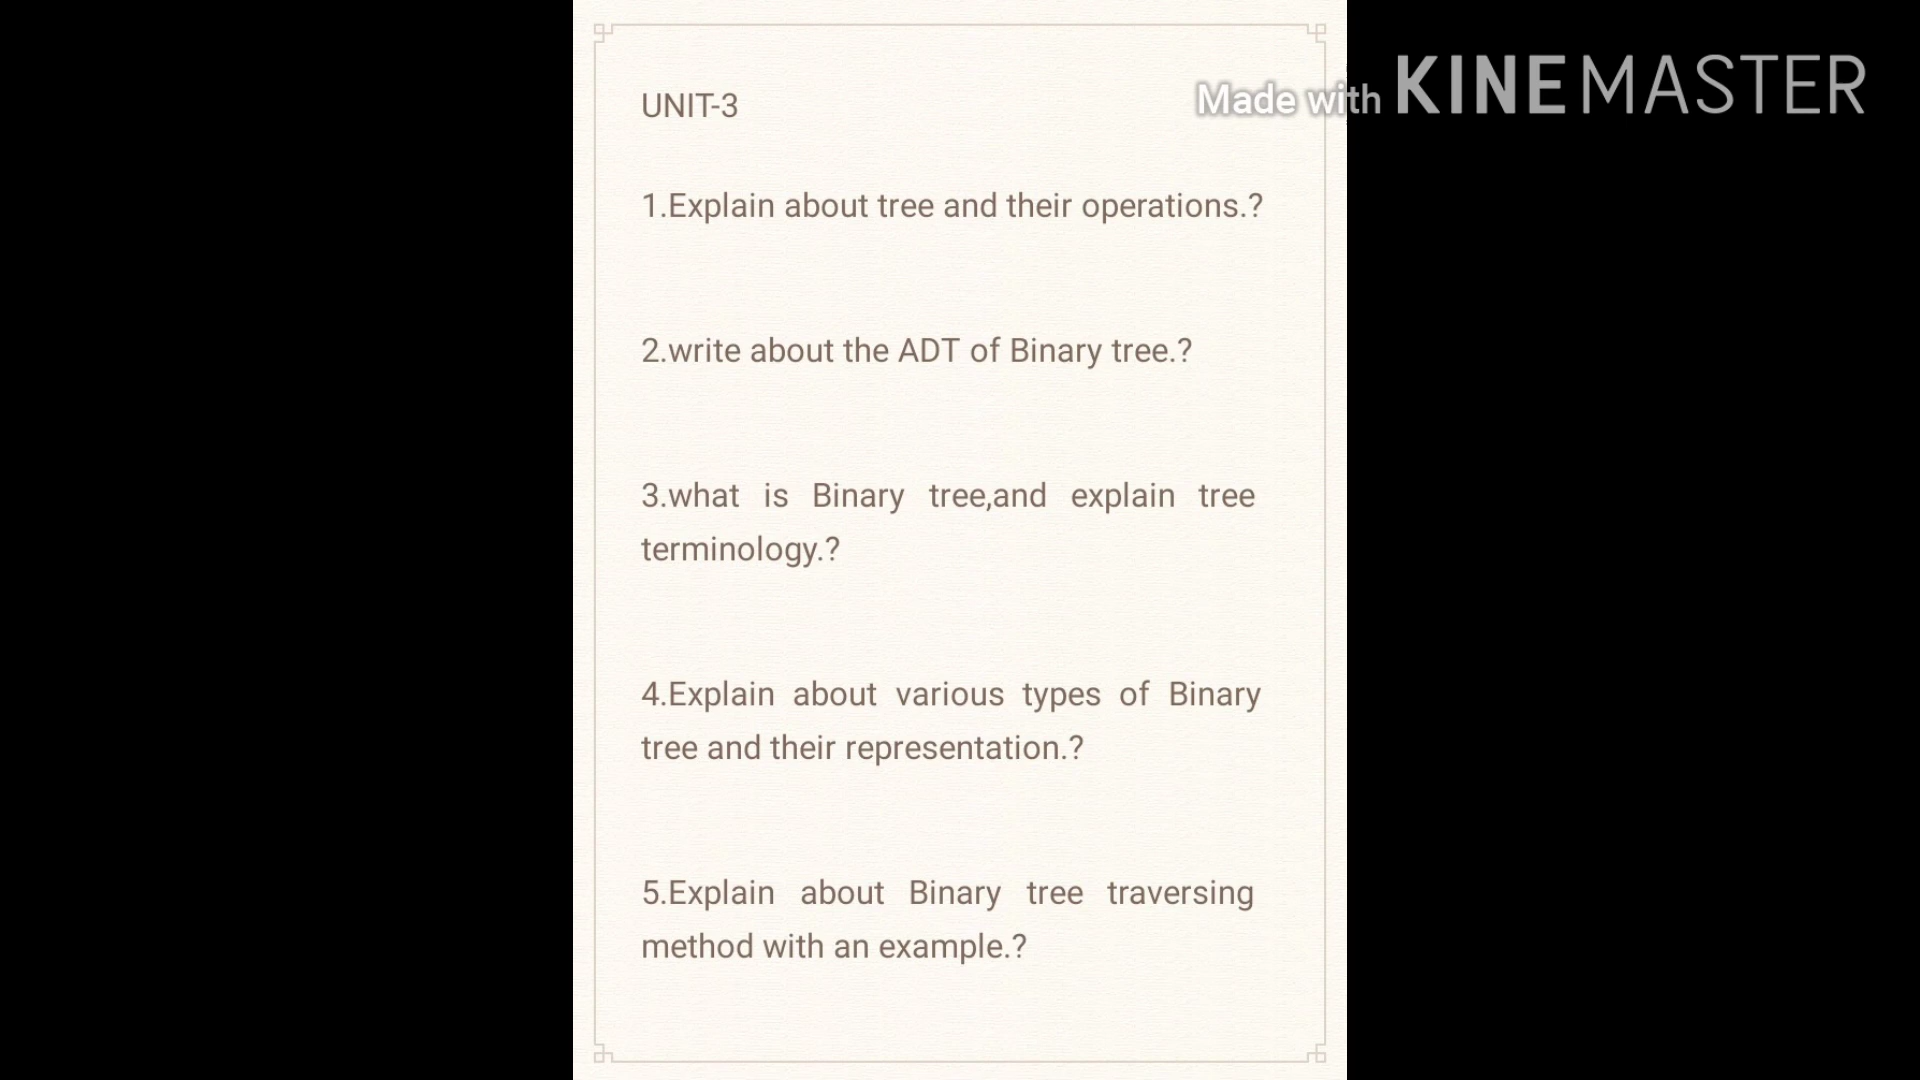 UNIT-3
Made with KINEMASTER
1.Explain about tree and their operations.?
2.write about the ADT of Binary tree.?
3.what is Binary tree,and explain tree
terminology.?
4.Explain about various types of Binary
tree and their representation.?
5.Explain about Binary tree traversing
method with an example.?